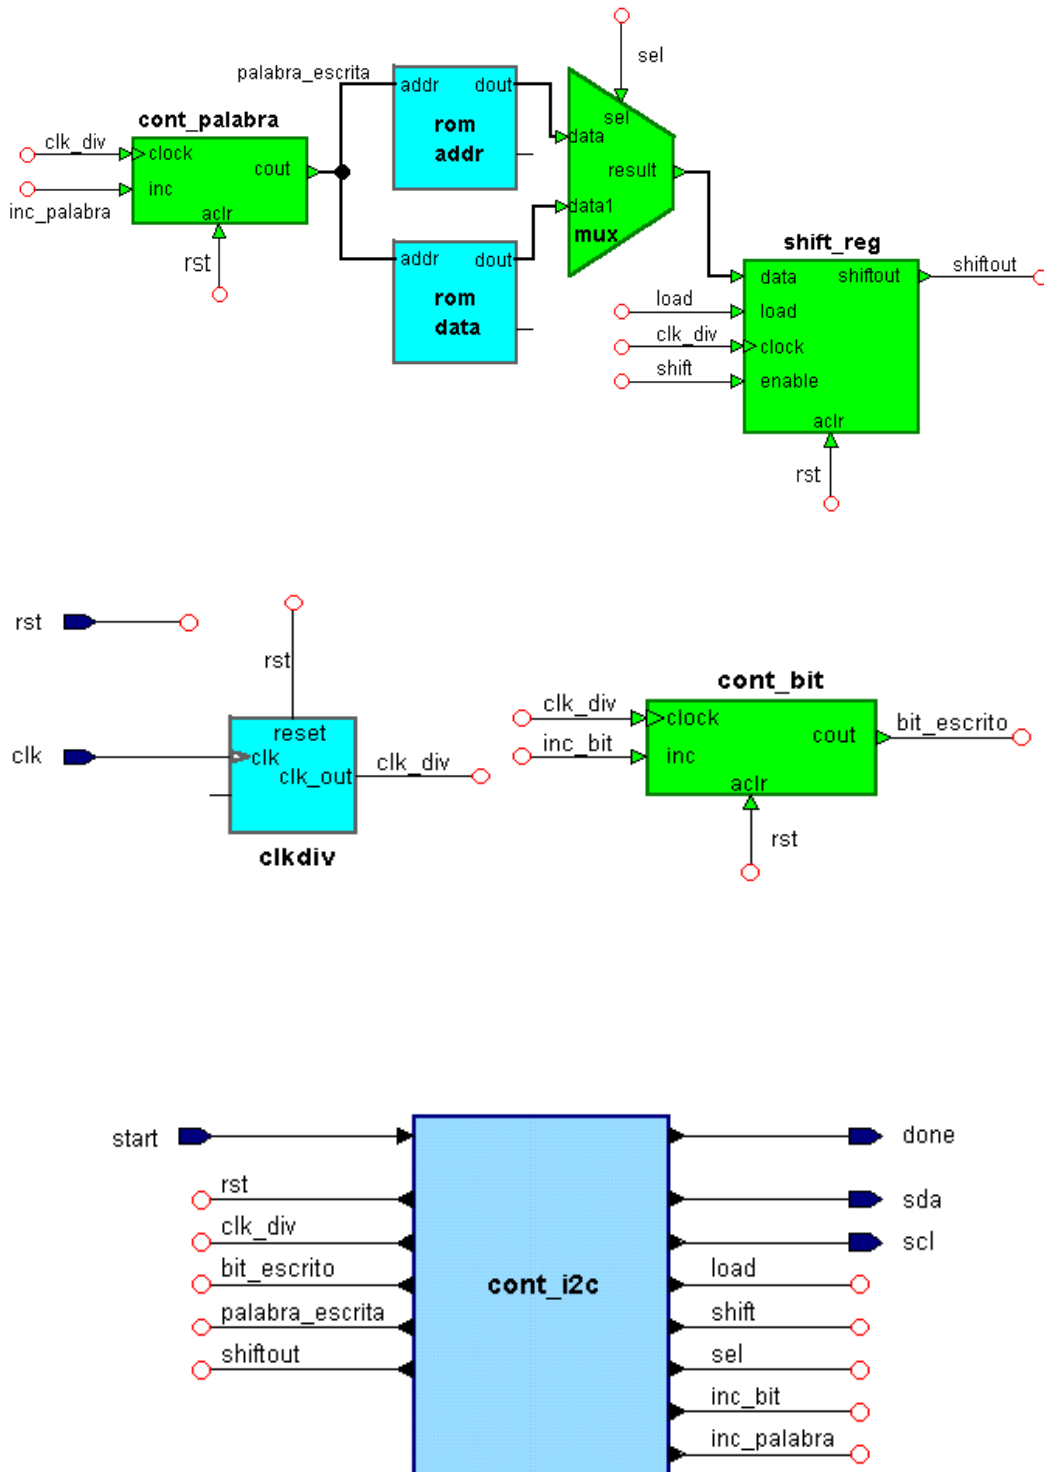 sel
palabra_escrita
addr dout
rom
addr
sel
data
cont_palabra
clk_div
clock
cout
inc
inc_palabra
aclr
rst
result
data1
mux
addr dout
rom
data
shift_reg
data shiftout
shiftout
load
load
clk_div
clock
shift
enable
aclr
rst
rst
rst
reset
clk
clk
clk_out
clk_div
clkdiv
cont_bit
clk_div
clock
cout
bit_escrito
inc_bit
inc
aclr
rst
start
done
rst
sda
clk_div
scl
bit_escrito
cont_i2c
load
palabra_escrita
shift
shiftout
sel
inc_bit
inc_palabra